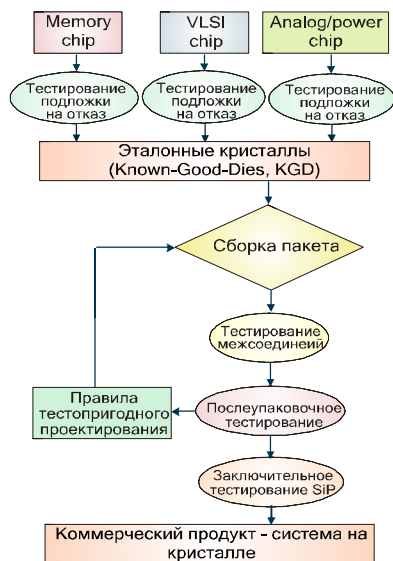 Memory
chip
VLSI
chip
Analog/power
chip
Тестирование
подложки
на отказ
Тестирование
подложки
на отказ
Тестирование
подложки
на отказ
Эталонные кристаллы
(Known-Good-Dies, KGD)
Сборка пакета
Тестирование
межсоединеий
Правила
тестопригодного
проектирования
Послеупаковочное
тестирование
Заключительное
тестирование SiP
Коммерческий продукт - система на
кристалле